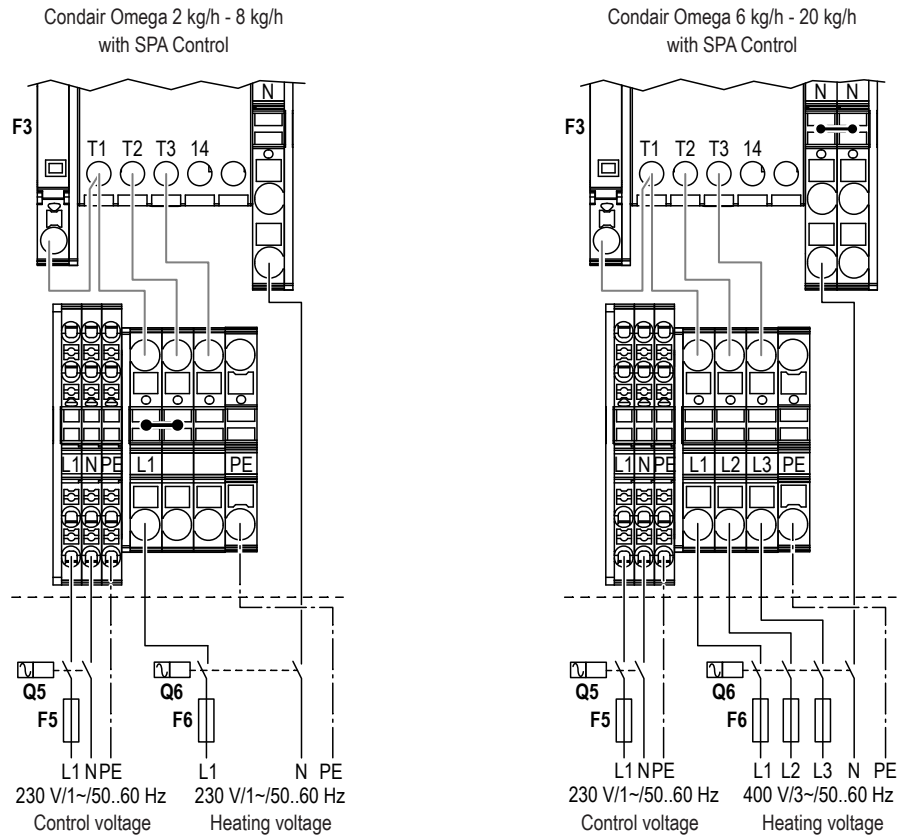 Condair Omega 2 kg/h - 8 kg/h
with SPA Control
N
F3
T1 T2 T3 14
L1 N PE L1 PE
Q5 Q6
F5 F6
L1 N PE L1 N PE
230 V/1~/50..60 Hz 230 V/1~/50..60 Hz
Control voltage Heating voltage
Condair Omega 6 kg/h - 20 kg/h
with SPA Control
N N
F3
T1 T2 T3 14
L1 N PE L1 L2 L3 PE
Q5 Q6
F5 F6
L1 N PE L1 L2 L3 N PE
230 V/1~/50..60 Hz 400 V/3~/50..60 Hz
Control voltage Heating voltage